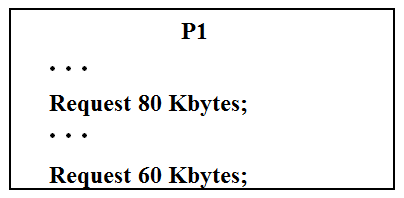 P1
. . .
Request 80 Kbytes;
. . .
Request 60 Kbytes;